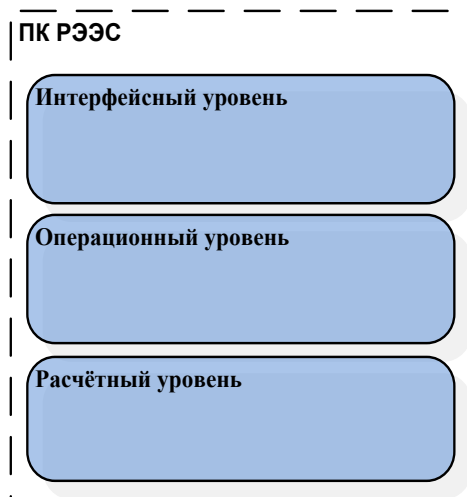 ПК РЭЭС
Интерфейсный уровень
Операционный уровень
Расчётный уровень